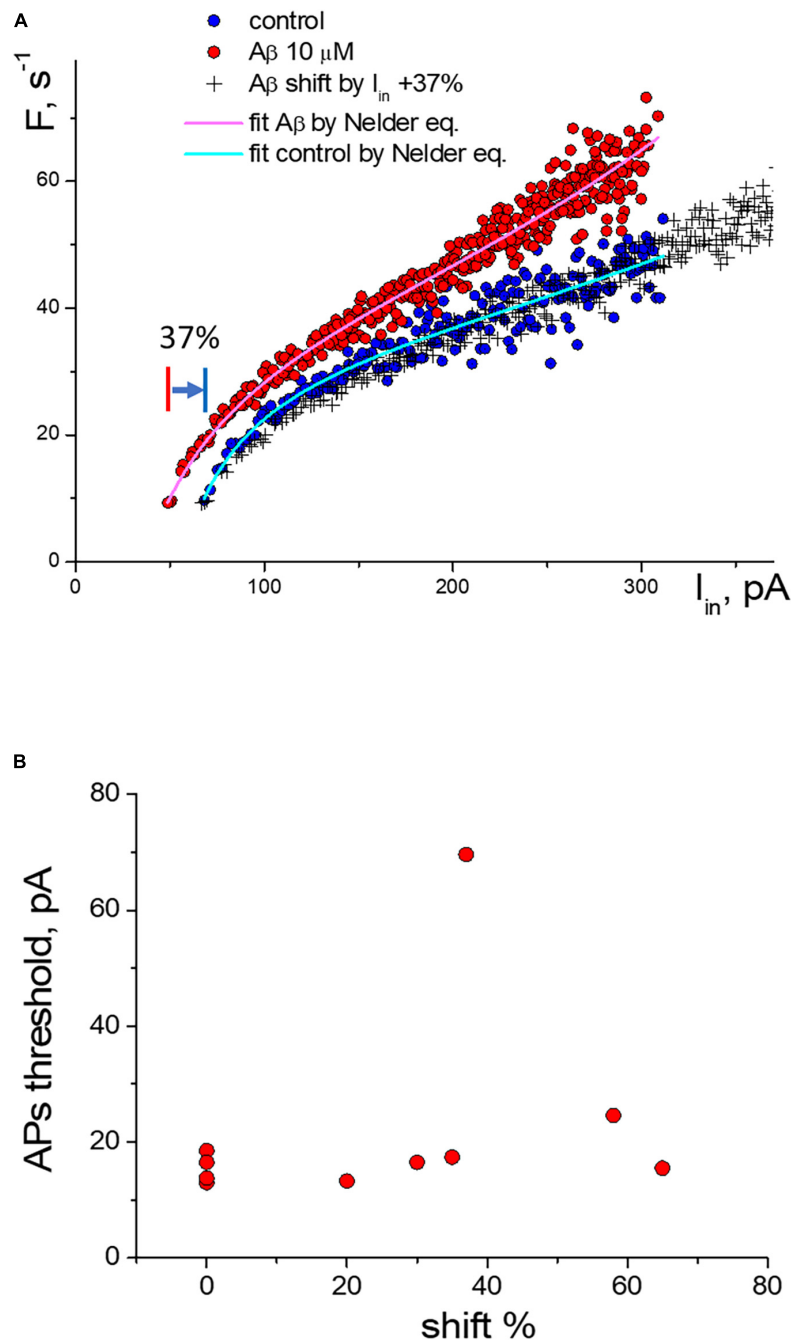 A
control
Aβ 10 μM
Aβ shift by Iin +37%
fit Aβ by Nelder eq.
fit control by Nelder eq.
F, s-1
60
40
37%
20
0
0 100 200 300
Iin, pA
B
80
60
40
20
0
APs threshold, pA
0 20 40 60 80
shift %